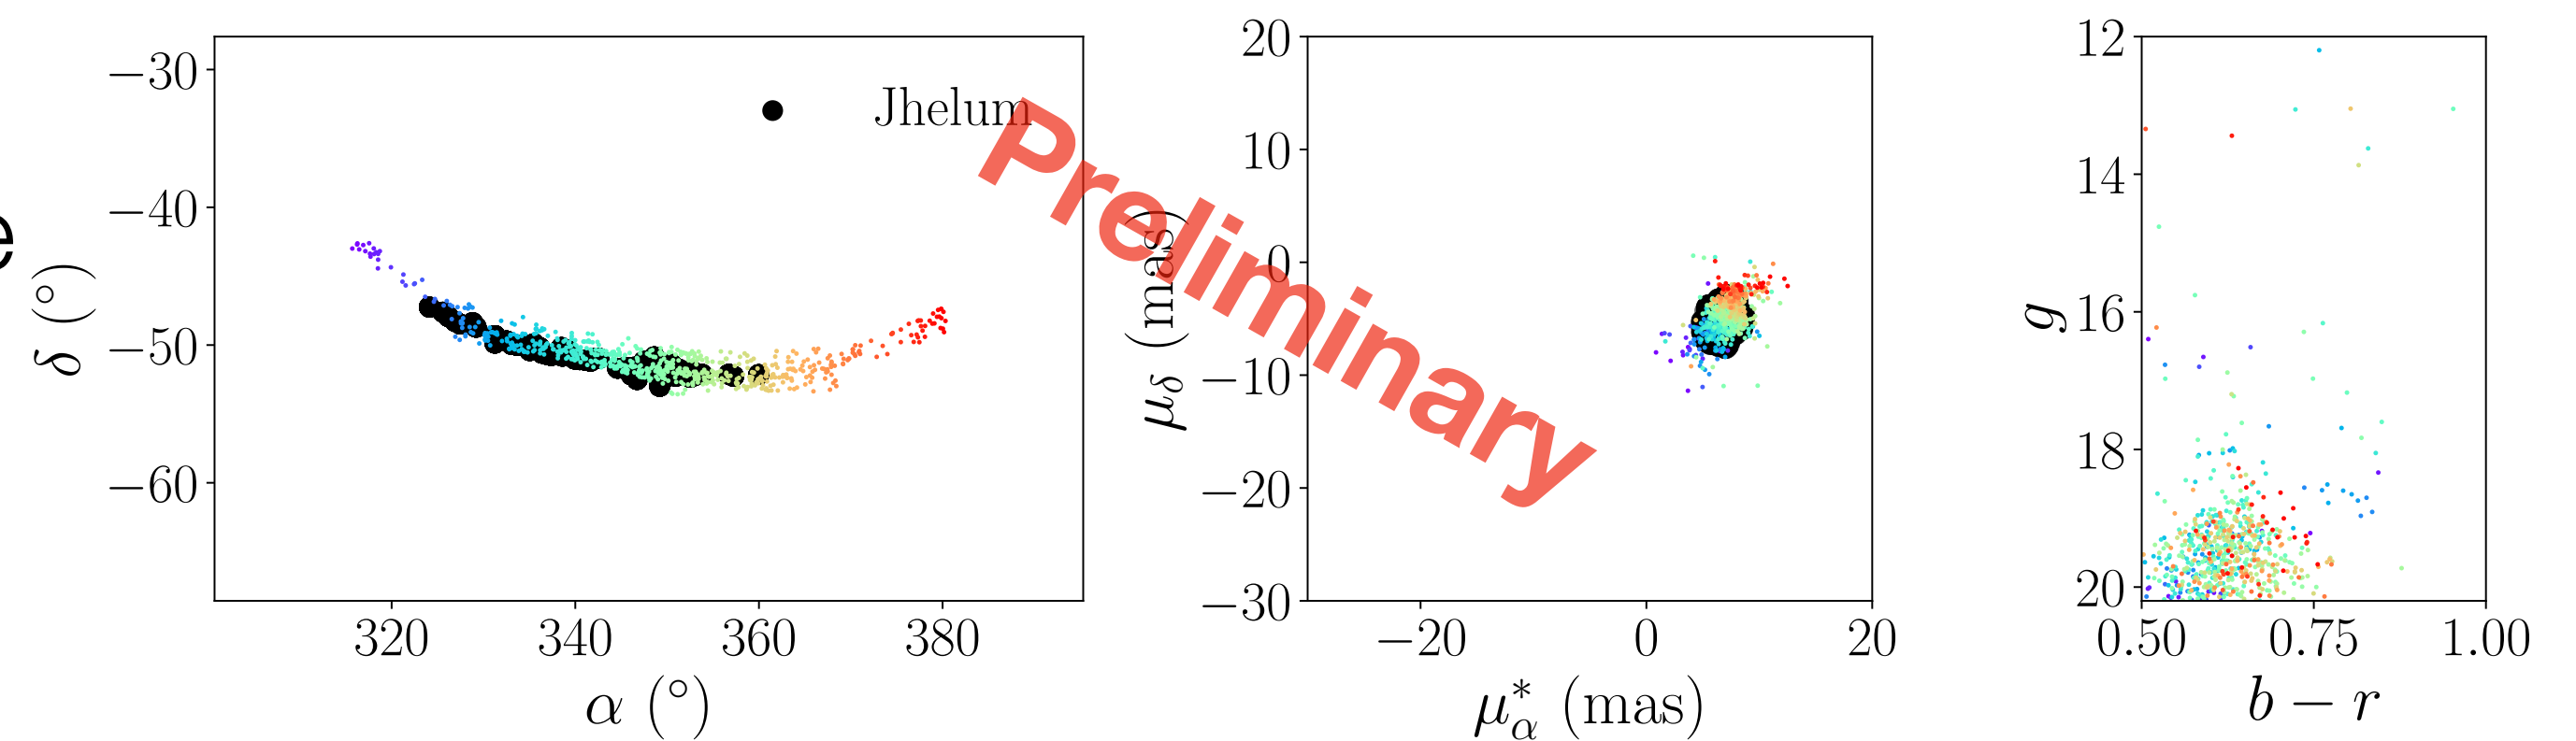 e
−30
−40
−50
−60
δ (°)
320 340 360 380
α (°)
Jhelum
Preliminary
20
10
0
−10
−20
−30
μδ (mas)
−20 0 20
μ*α (mas)
12
14
16
18
20
g
0.50 0.75 1.00
b − r